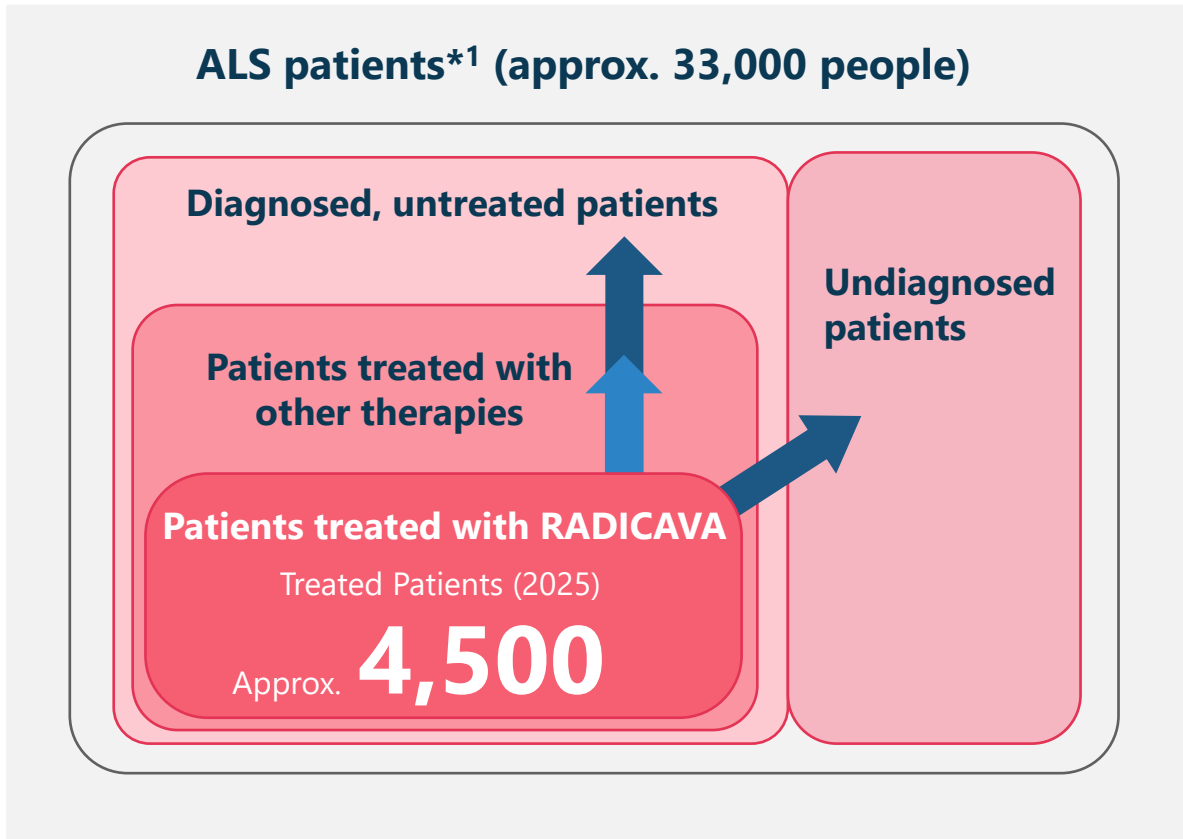 ALS patients*1 (approx. 33,000 people)
Diagnosed, untreated patients
Undiagnosed
patients
Patients treated with
other therapies
Patients treated with RADICAVA
Treated Patients (2025)
Approx. 4,500